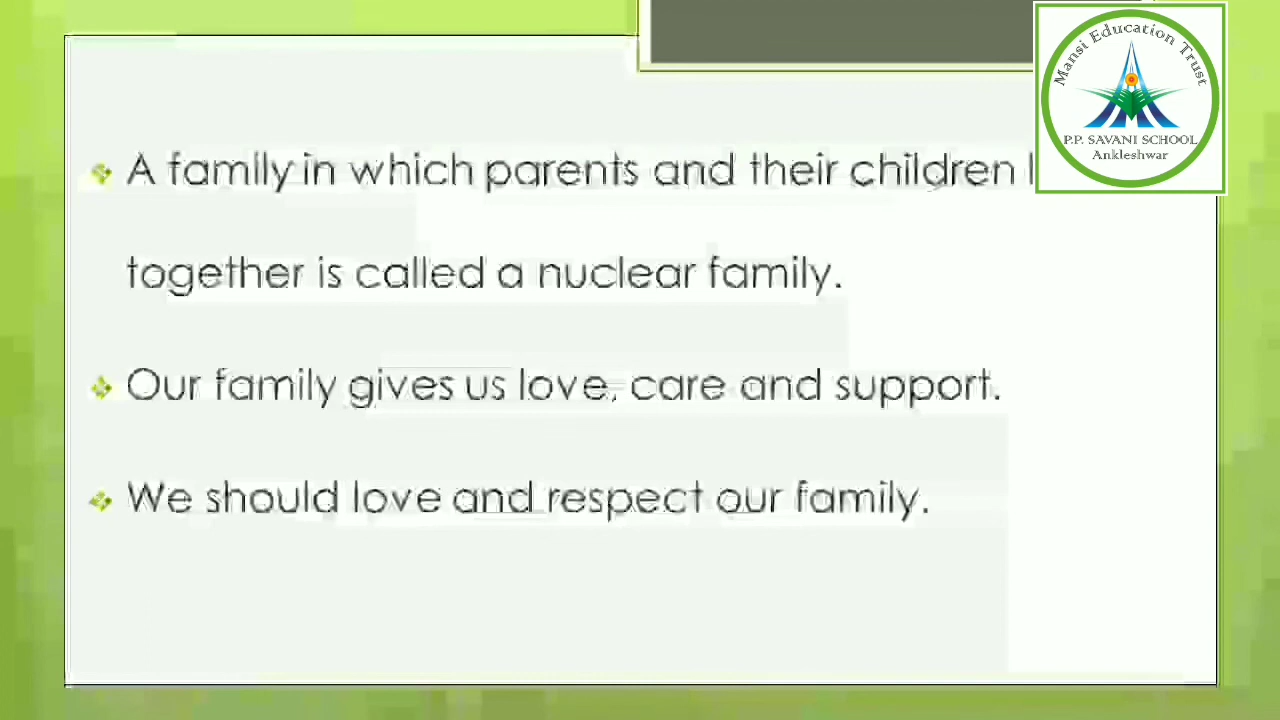 Mansi Education Trust
P.P. SAVANI SCHOOL
Ankleshwar
A family in which parents and their children
together is called a nuclear family.
Our family gives us love, care and support.
We should love and respect our family.